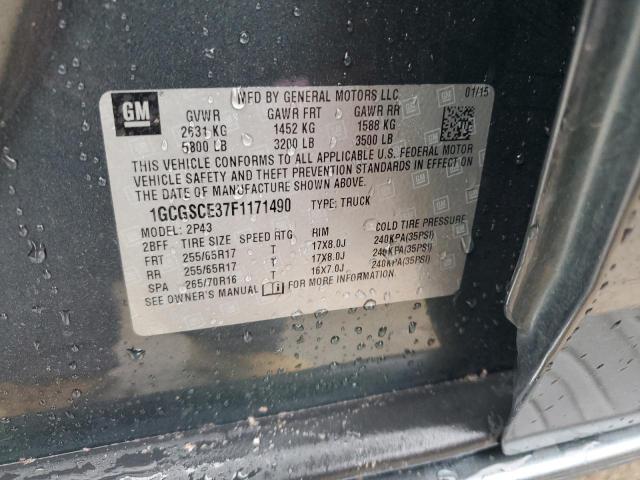 GM
MFD BY GENERAL MOTORS LLC 01/15
GVWR GAWR FRT GAWR RR
2631 KG 1452 KG 1588 KG
5800 LB 3200 LB 3500 LB
THIS VEHICLE CONFORMS TO ALL APPLICABLE U.S. FEDERAL MOTOR
VEHICLE SAFETY AND THEFT PREVENTION STANDARDS IN EFFECT ON
THE DATE OF MANUFACTURE SHOWN ABOVE.
1GCGSCE37F1171490 TYPE: TRUCK
MODEL: 2P43
2BFF TIRE SIZE SPEED RTG RIM COLD TIRE PRESSURE
FRT 255/65R17 T 17X8.0J 240KPA(35PSI)
RR 255/65R17 T 17X8.0J 240KPA(35PSI)
SPA 265/70R16 T 16X7.0J 240KPA(35PSI)
SEE OWNER'S MANUAL FOR MORE INFORMATION.